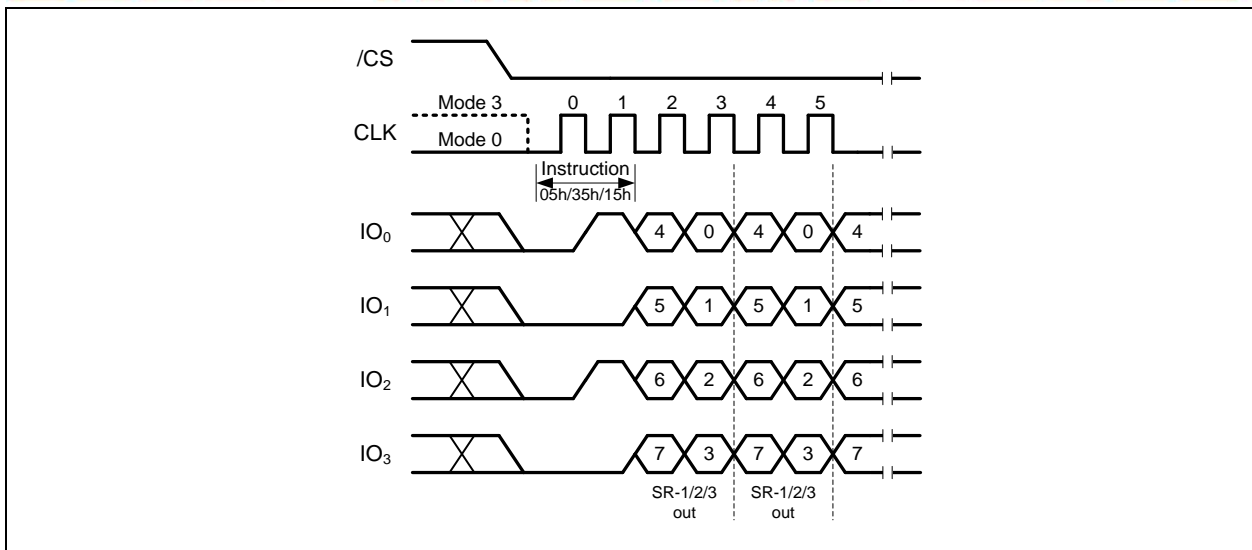 /CS
Mode 3 0 1 2 3 4 5
CLK
Mode 0
Instruction
05h/35h/15h
IO₀ 4 0 4 0 4
IO₁ 5 1 5 1 5
IO₂ 6 2 6 2 6
IO₃ 7 3 7 3 7
SR-1/2/3 SR-1/2/3
out out